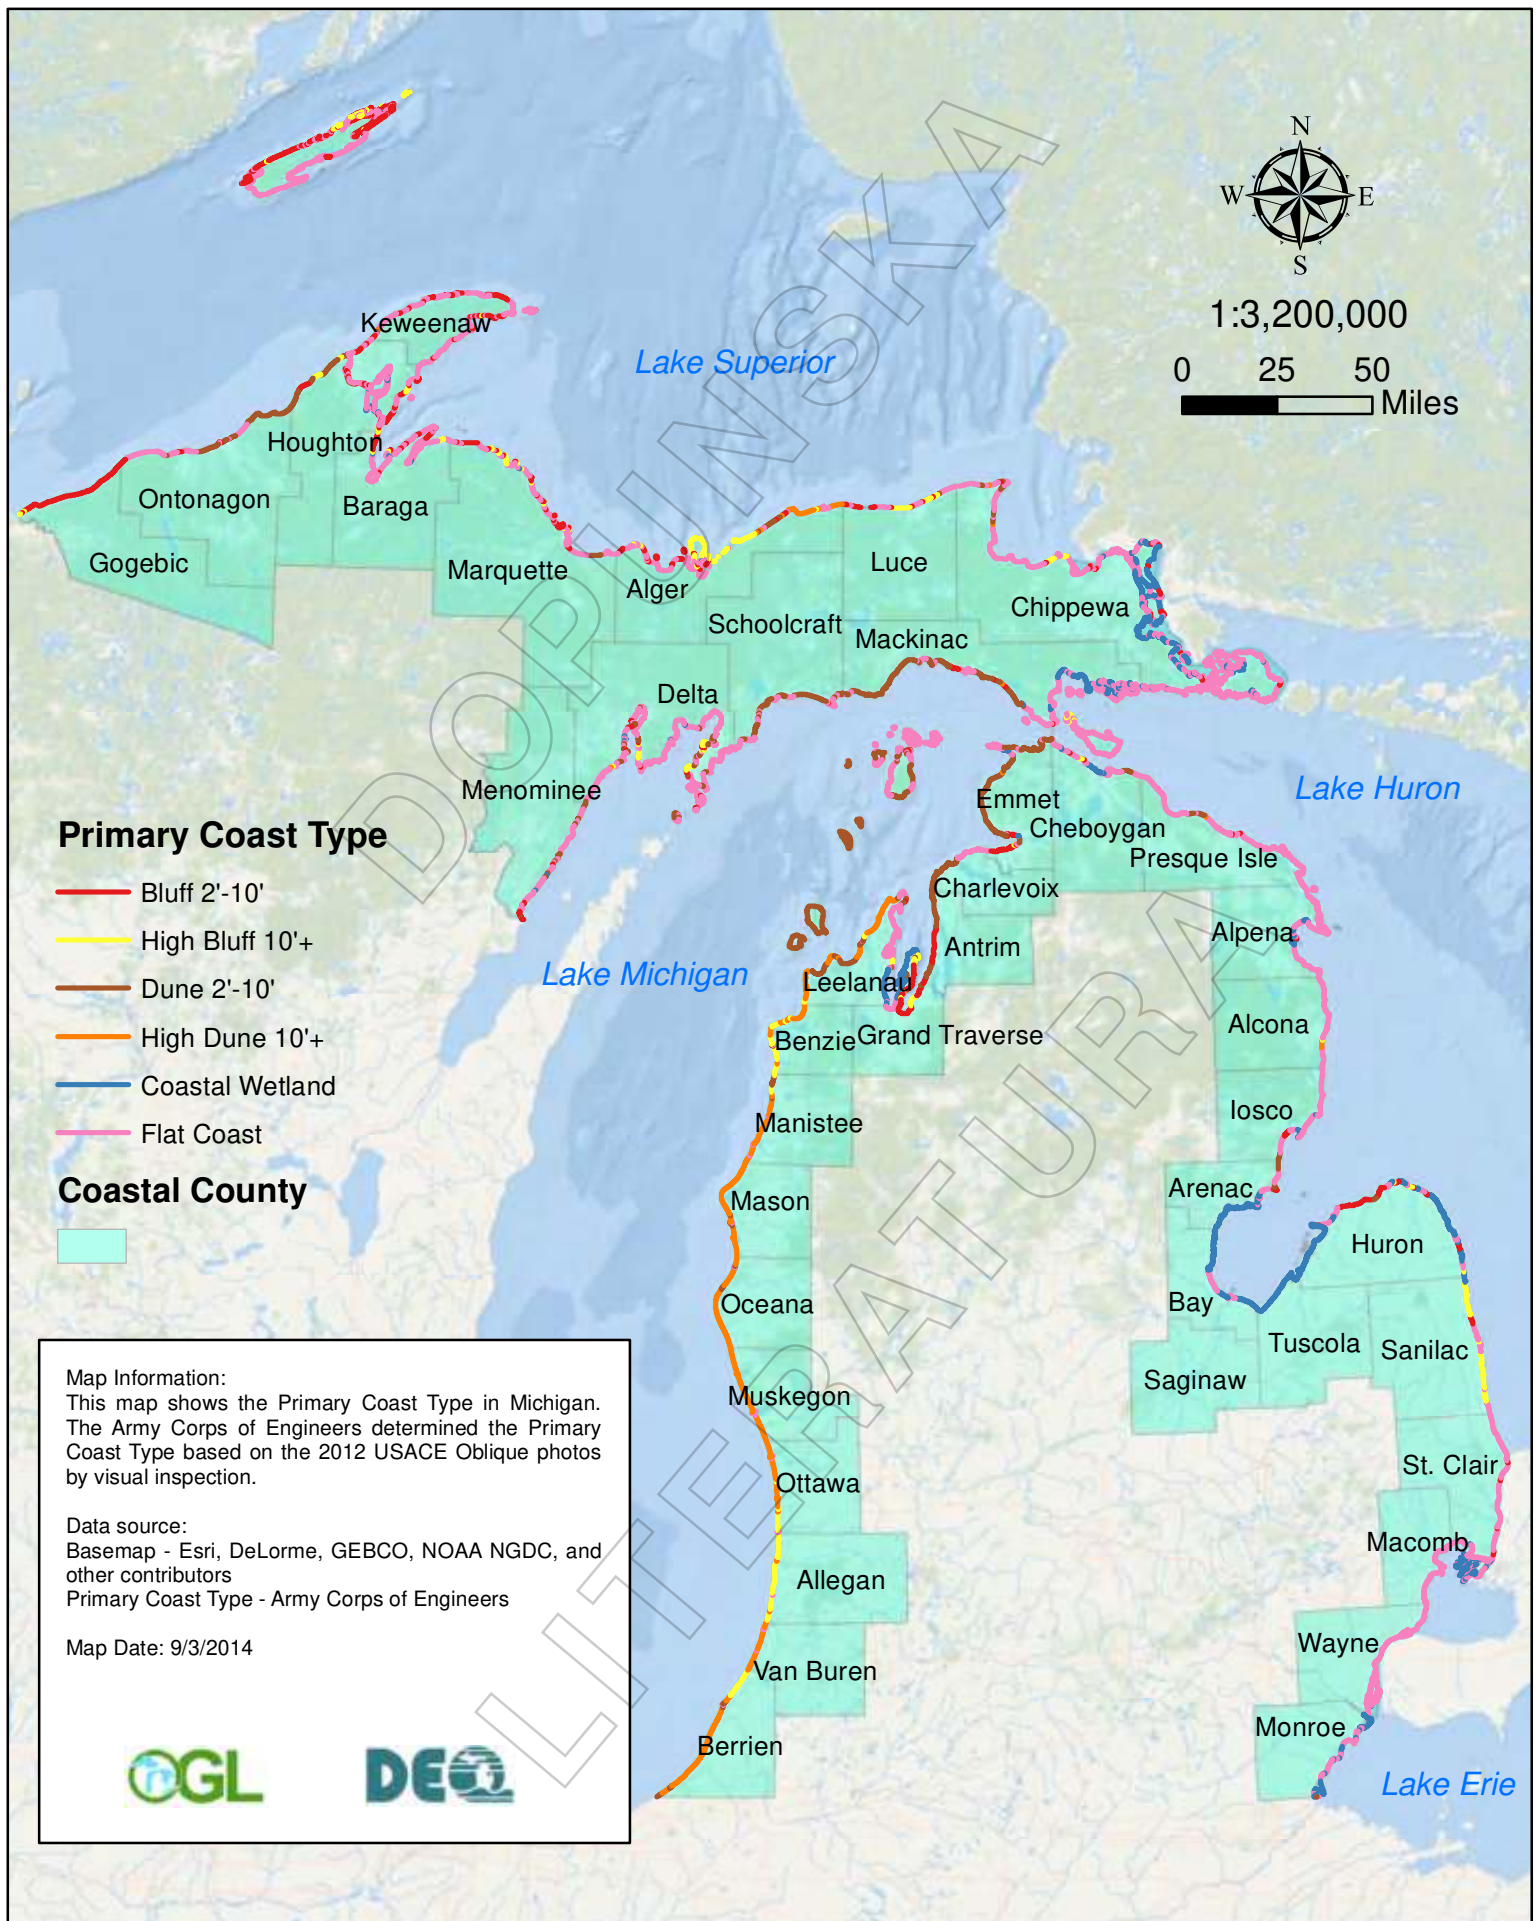 N
W E
S
1:3,200,000
0 25 50
Miles
Lake Superior
Keweenaw
Houghton
Ontonagon
Baraga
Gogebic
Marquette
Alger
Luce
Chippewa
Schoolcraft
Mackinac
Delta
Menominee
Lake Huron
Emmet
Cheboygan
Presque Isle
Charlevoix
Alpena
Antrim
Lake Michigan
Leelanau
Alcona
Benzie
Grand Traverse
Iosco
Manistee
Arenac
Mason
Huron
Oceana
Bay
Tuscola
Sanilac
Saginaw
Muskegon
St. Clair
Ottawa
Macomb
Allegan
Wayne
Van Buren
Monroe
Berrien
Lake Erie
Primary Coast Type
Bluff 2'-10'
High Bluff 10'+
Dune 2'-10'
High Dune 10'+
Coastal Wetland
Flat Coast
Coastal County
Map Information:
This map shows the Primary Coast Type in Michigan.
The Army Corps of Engineers determined the Primary
Coast Type based on the 2012 USACE Oblique photos
by visual inspection.
Data source:
Basemap - Esri, DeLorme, GEBCO, NOAA NGDC, and
other contributors
Primary Coast Type - Army Corps of Engineers
Map Date: 9/3/2014
OGL
DEQ
DOPLINSKA
LITERATURA